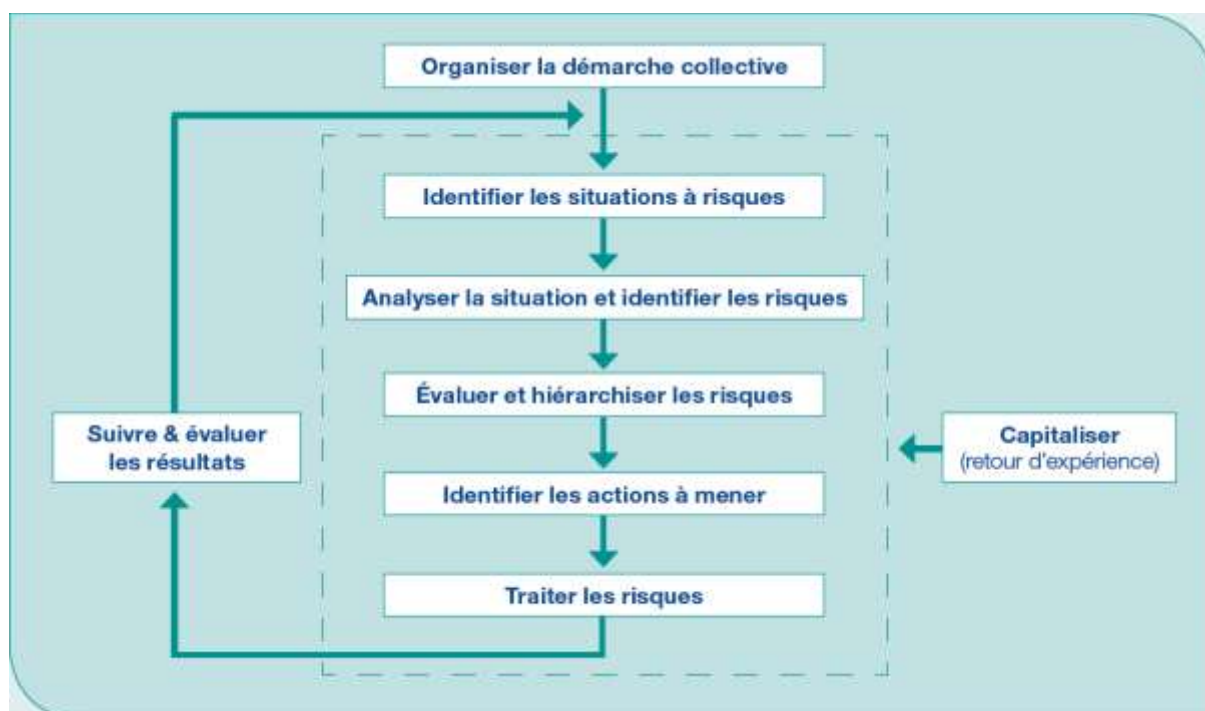 Organiser la démarche collective
Identifier les situations à risques
Analyser la situation et identifier les risques
Évaluer et hiérarchiser les risques
Suivre & évaluer
les résultats
Capitaliser
(retour d'expérience)
Identifier les actions à mener
Traiter les risques